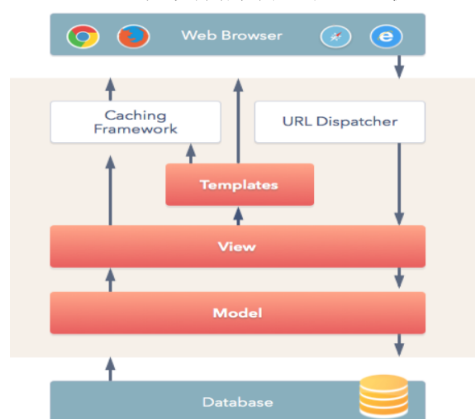 Web Browser
Caching
Framework
URL Dispatcher
Templates
View
Model
Database